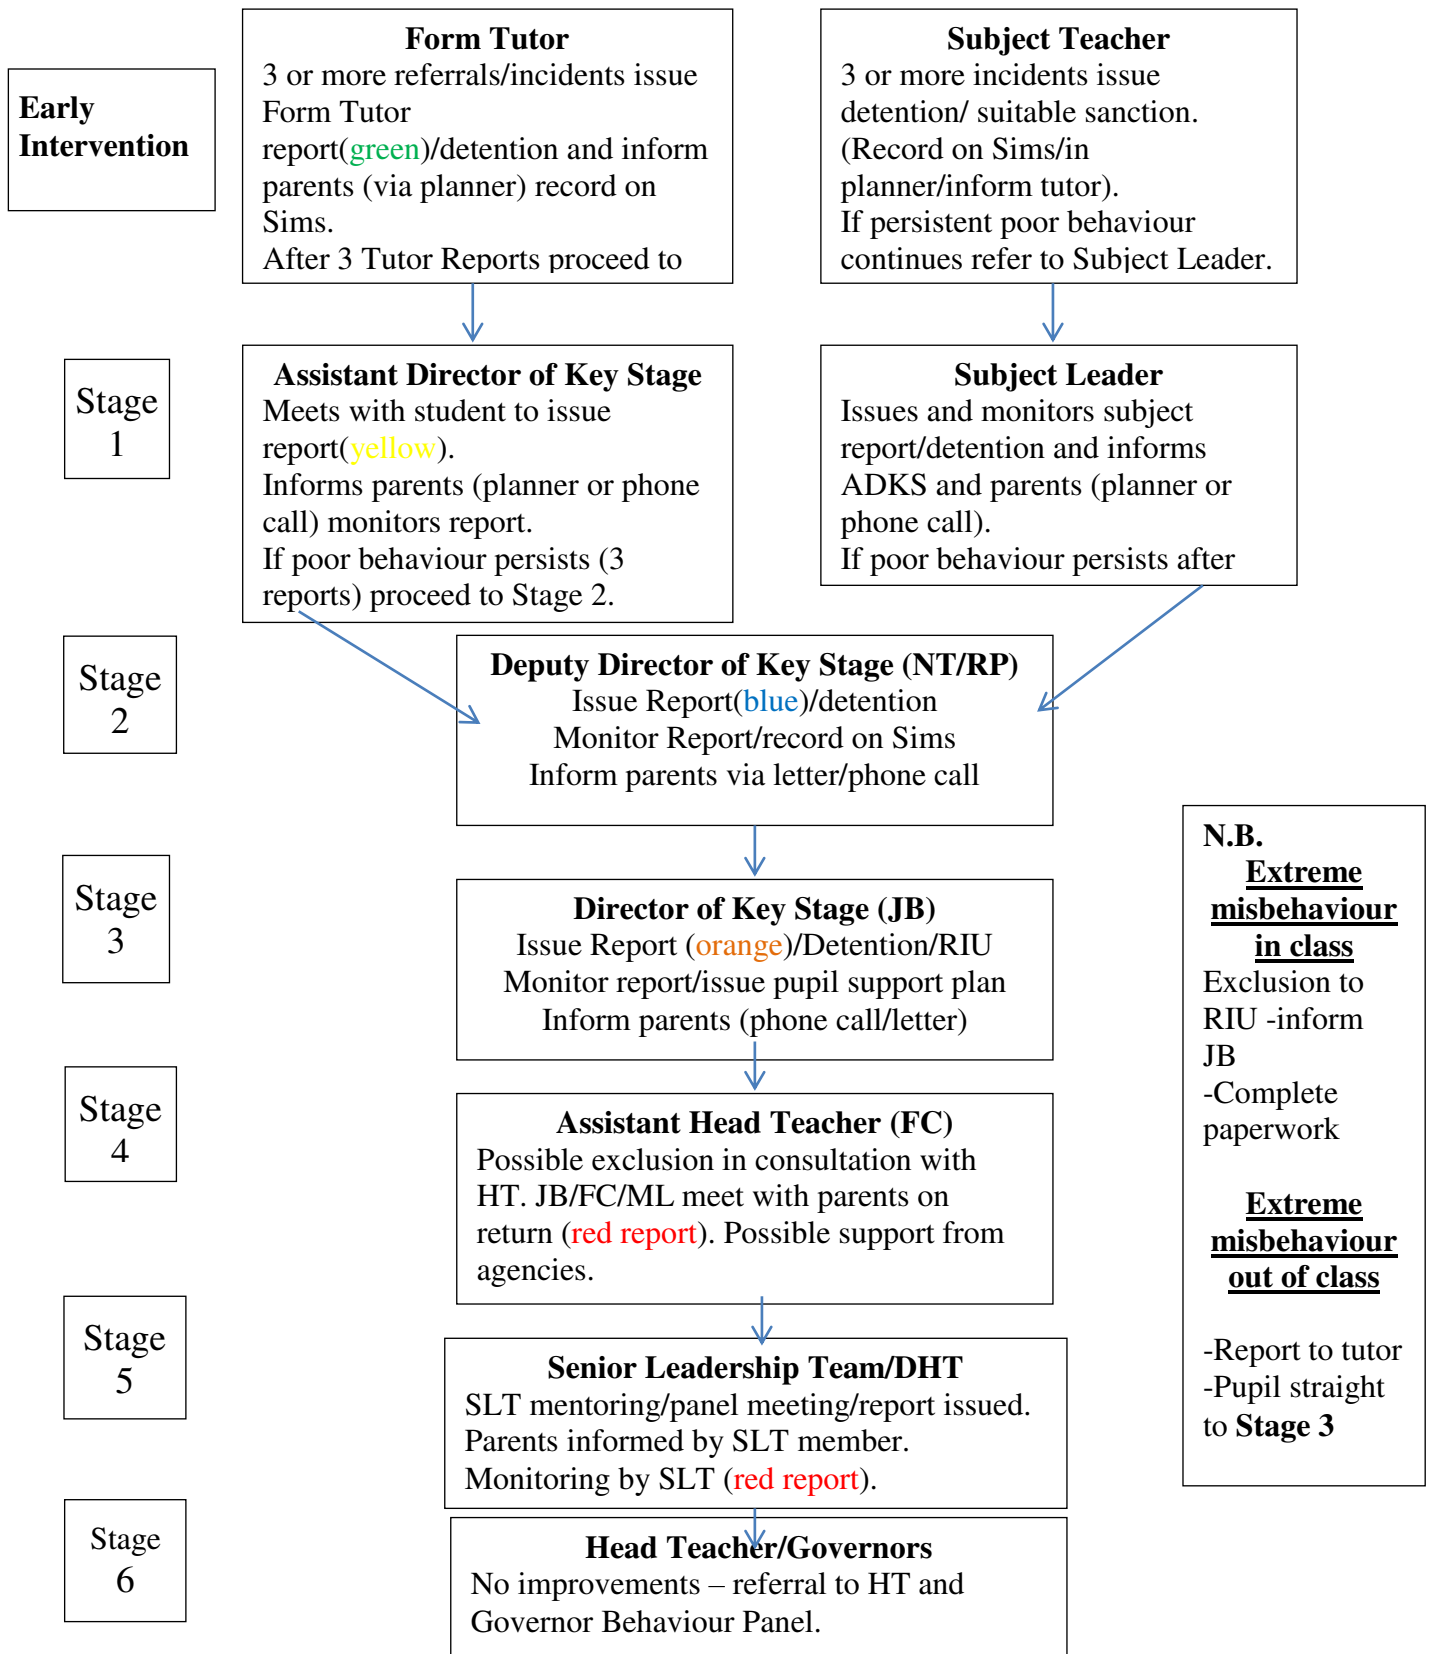 Early
Intervention
Form Tutor
3 or more referrals/incidents issue
Form Tutor
report(green)/detention and inform
parents (via planner) record on
Sims.
After 3 Tutor Reports proceed to
Subject Teacher
3 or more incidents issue
detention/ suitable sanction.
(Record on Sims/in
planner/inform tutor).
If persistent poor behaviour
continues refer to Subject Leader.
Stage
1
Assistant Director of Key Stage
Meets with student to issue
report(yellow).
Informs parents (planner or phone
call) monitors report.
If poor behaviour persists (3
reports) proceed to Stage 2.
Subject Leader
Issues and monitors subject
report/detention and informs
ADKS and parents (planner or
phone call).
If poor behaviour persists after
Stage
2
Deputy Director of Key Stage (NT/RP)
Issue Report(blue)/detention
Monitor Report/record on Sims
Inform parents via letter/phone call
Stage
3
Director of Key Stage (JB)
Issue Report (orange)/Detention/RIU
Monitor report/issue pupil support plan
Inform parents (phone call/letter)
Stage
4
Assistant Head Teacher (FC)
Possible exclusion in consultation with
HT. JB/FC/ML meet with parents on
return (red report). Possible support from
agencies.
Stage
5
Senior Leadership Team/DHT
SLT mentoring/panel meeting/report issued.
Parents informed by SLT member.
Monitoring by SLT (red report).
Stage
6
Head Teacher/Governors
No improvements – referral to HT and
Governor Behaviour Panel.
N.B.
Extreme
misbehaviour
in class
Exclusion to
RIU -inform
JB
-Complete
paperwork
Extreme
misbehaviour
out of class
-Report to tutor
-Pupil straight
to Stage 3